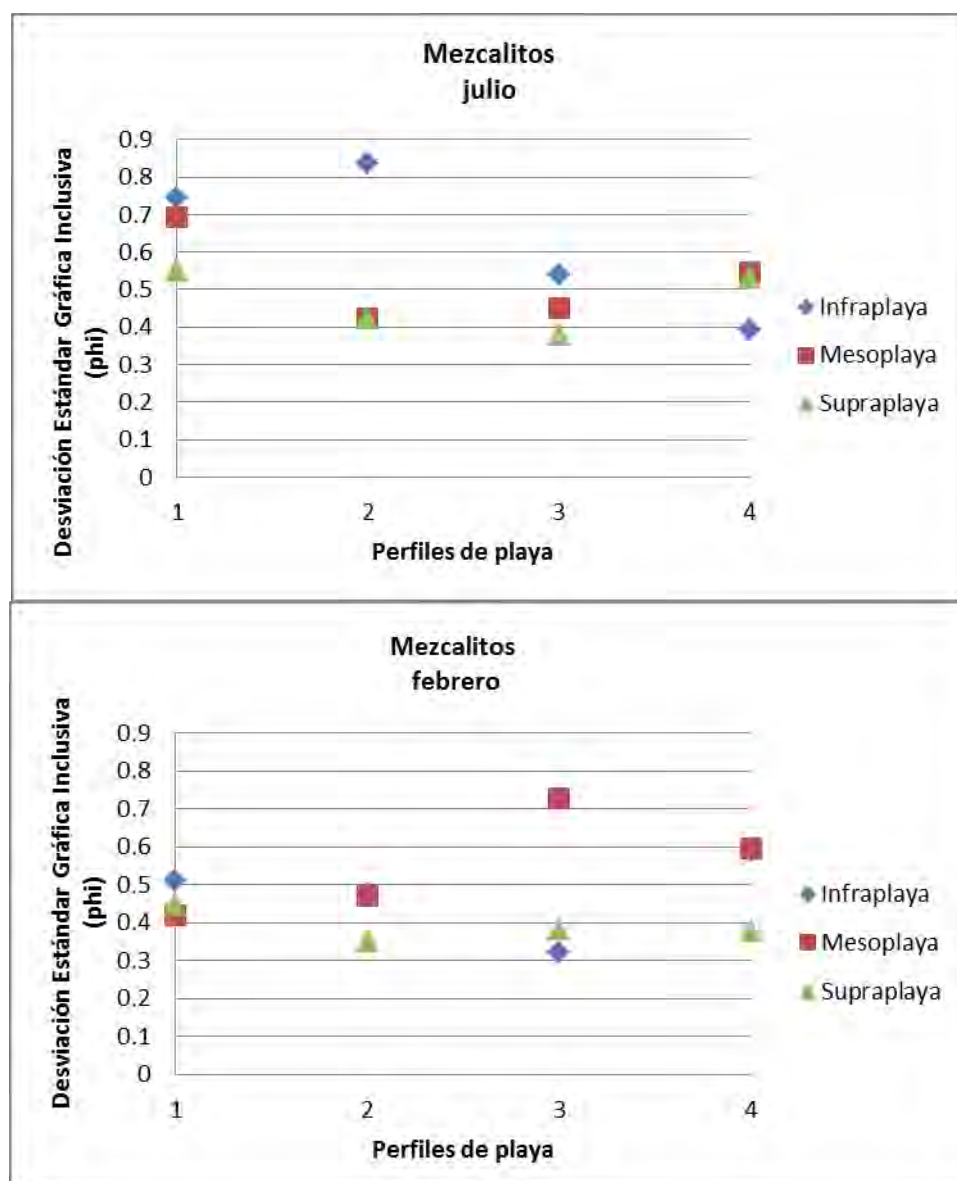 Mezcalitos
julio
Desviación Estándar Gráfica Inclusiva
(phi)
0.9
0.8
0.7
0.6
0.5
0.4
0.3
0.2
0.1
0
1 2 3 4
Perfiles de playa
Infraplaya
Mesoplaya
Supraplaya
Mezcalitos
febrero
Desviación Estándar Gráfica Inclusiva
(phi)
0.9
0.8
0.7
0.6
0.5
0.4
0.3
0.2
0.1
0
1 2 3 4
Perfiles de playa
Infraplaya
Mesoplaya
Supraplaya